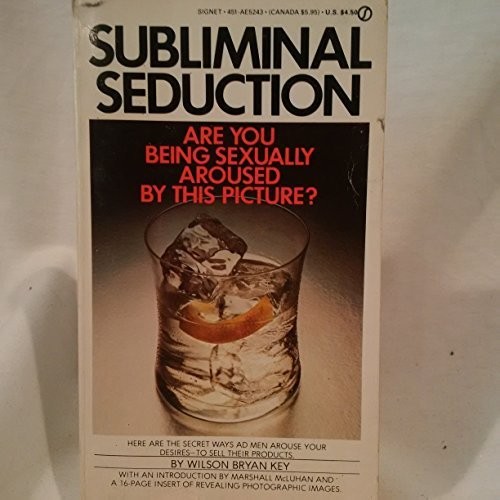 SIGNET • 451-AE5243 • (CANADA $5.95) • U.S. $4.50
SUBLIMINAL
SEDUCTION
ARE YOU
BEING SEXUALLY
AROUSED
BY THIS PICTURE?
HERE ARE THE SECRET WAYS AD MEN AROUSE YOUR
DESIRES—TO SELL THEIR PRODUCTS
BY WILSON BRYAN KEY
WITH AN INTRODUCTION BY MARSHALL McLUHAN AND
A 16-PAGE INSERT OF REVEALING PHOTOGRAPHIC IMAGES